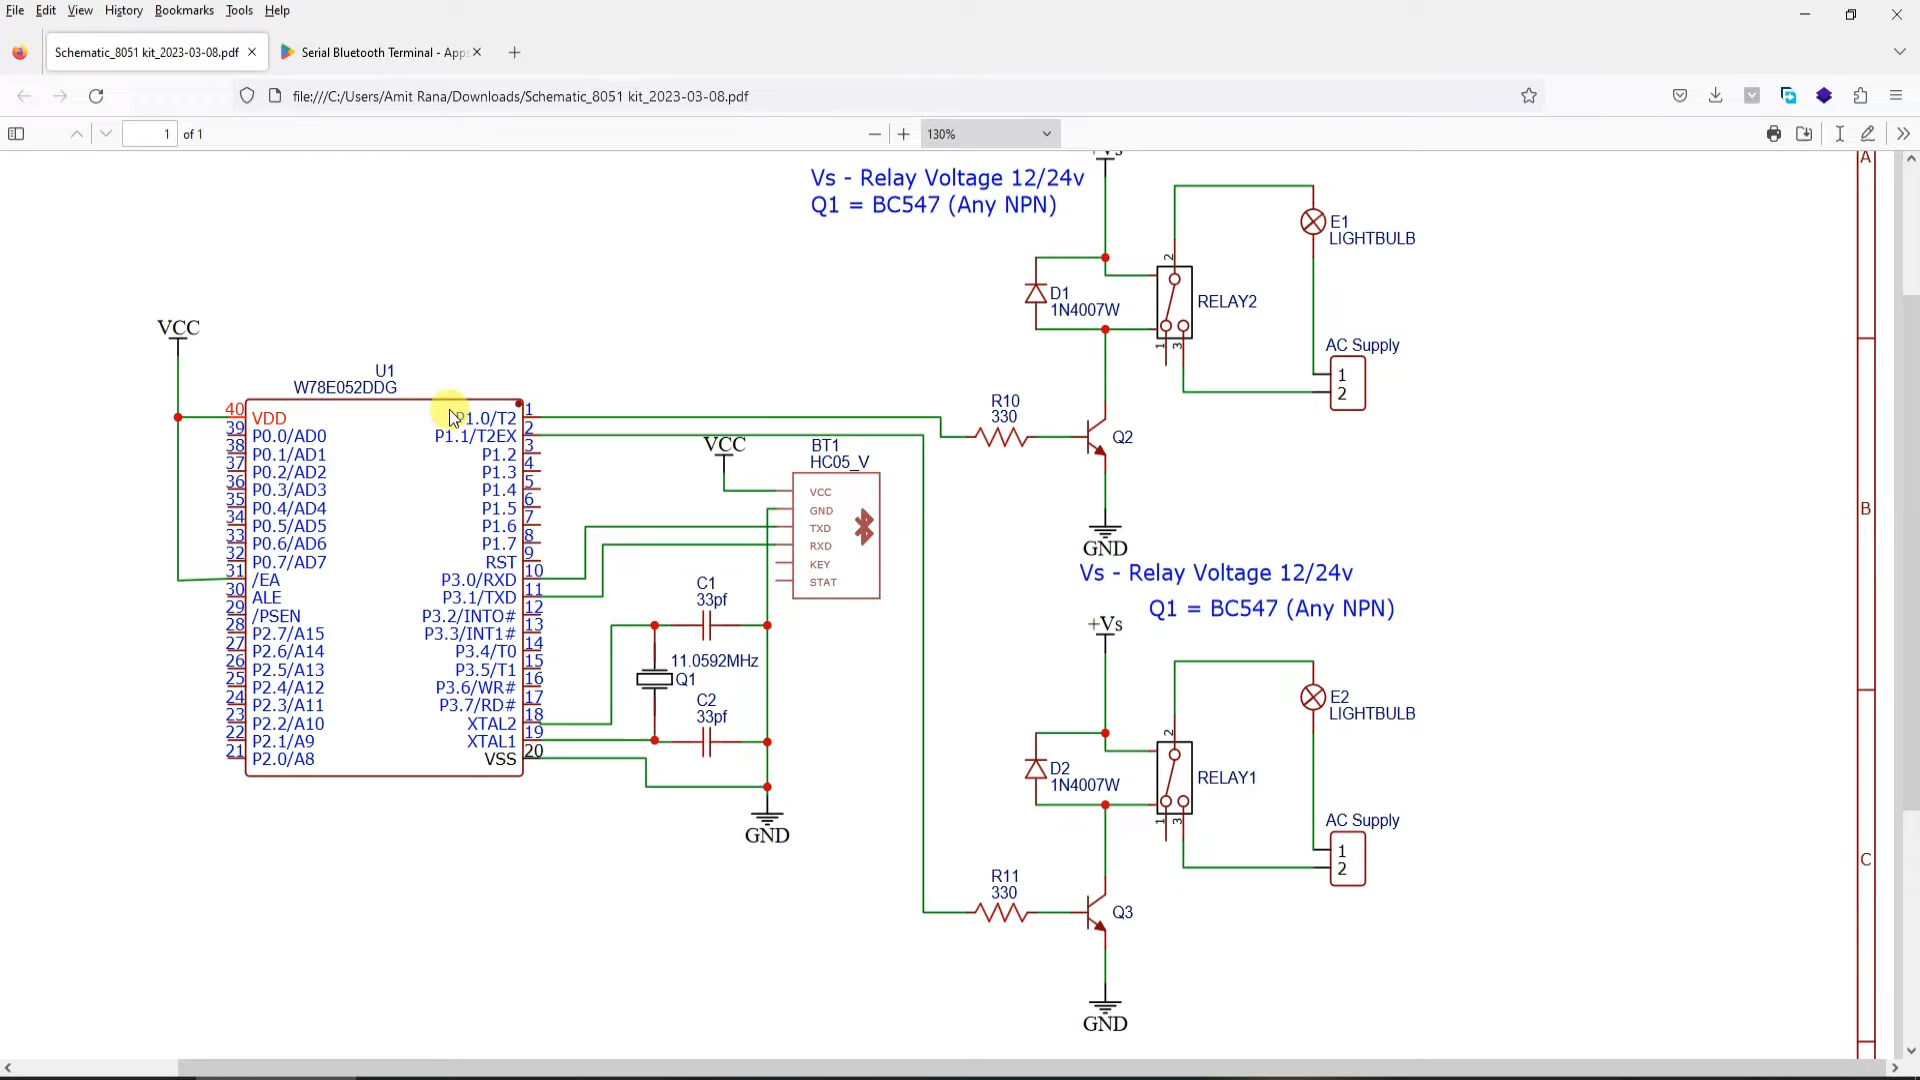 File Edit View History Bookmarks Tools Help
Schematic_8051 kit_2023-03-08.pdf
Serial Bluetooth Terminal - App
file:///C:/Users/Amit Rana/Downloads/Schematic_8051 kit_2023-03-08.pdf
1 of 1
130%
A
B
C
+Vs
Vs - Relay Voltage 12/24v
Q1 = BC547 (Any NPN)
E1
LIGHTBULB
D1
1N4007W
2
RELAY2
1
3
AC Supply
1
2
R10
330
Q2
GND
VCC
U1
W78E052DDG
40 VDD
39 P0.0/AD0
38 P0.1/AD1
37 P0.2/AD2
36 P0.3/AD3
35 P0.4/AD4
34 P0.5/AD5
33 P0.6/AD6
32 P0.7/AD7
31 /EA
30 ALE
29 /PSEN
28 P2.7/A15
27 P2.6/A14
26 P2.5/A13
25 P2.4/A12
24 P2.3/A11
23 P2.2/A10
22 P2.1/A9
21 P2.0/A8
P1.0/T2 1
P1.1/T2EX 2
P1.2 3
P1.3 4
P1.4 5
P1.5 6
P1.6 7
P1.7 8
RST 9
P3.0/RXD 10
P3.1/TXD 11
P3.2/INTO# 12
P3.3/INT1# 13
P3.4/T0 14
P3.5/T1 15
P3.6/WR# 16
P3.7/RD# 17
XTAL2 18
XTAL1 19
VSS 20
VCC
BT1
HC05_V
VCC
GND
TXD
RXD
KEY
STAT
C1
33pf
11.0592MHz
Q1
C2
33pf
GND
Vs - Relay Voltage 12/24v
Q1 = BC547 (Any NPN)
+Vs
E2
LIGHTBULB
D2
1N4007W
2
RELAY1
1
3
AC Supply
1
2
R11
330
Q3
GND